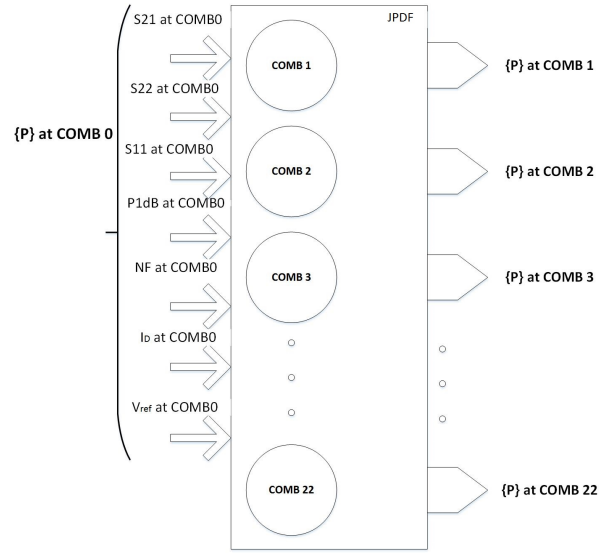 S21 at COMB0
JPDF
COMB 1
{P} at COMB 1
S22 at COMB0
{P} at COMB 0
S11 at COMB0
COMB 2
{P} at COMB 2
P1dB at COMB0
NF at COMB0
COMB 3
{P} at COMB 3
ID at COMB0
Vref at COMB0
COMB 22
{P} at COMB 22